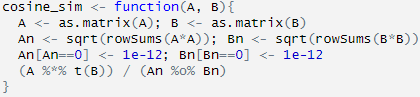 cosine_sim <- function(A, B){
  A <- as.matrix(A); B <- as.matrix(B)
  An <- sqrt(rowSums(A*A)); Bn <- sqrt(rowSums(B*B))
  An[An==0] <- 1e-12; Bn[Bn==0] <- 1e-12
  (A %*% t(B)) / (An %o% Bn)
}